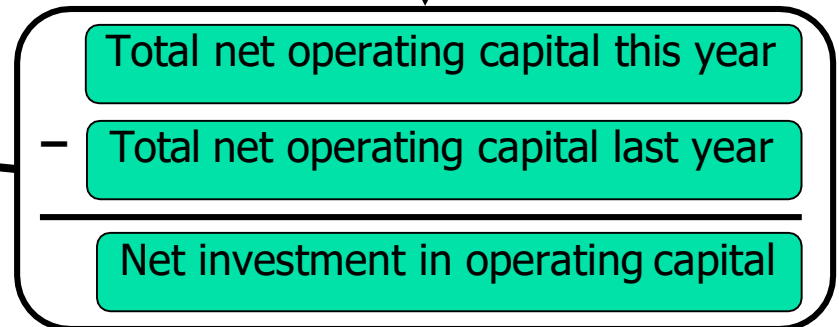 Total net operating capital this year
– Total net operating capital last year
Net investment in operating capital